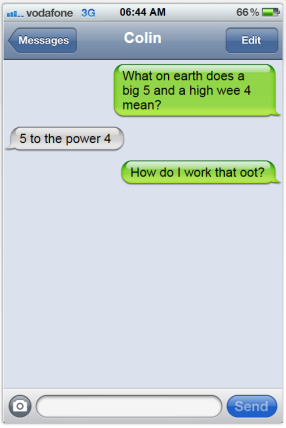 vodafone 3G 06:44 AM 66%
Messages Colin Edit
What on earth does a
big 5 and a high wee 4
mean?
5 to the power 4
How do I work that oot?
Send